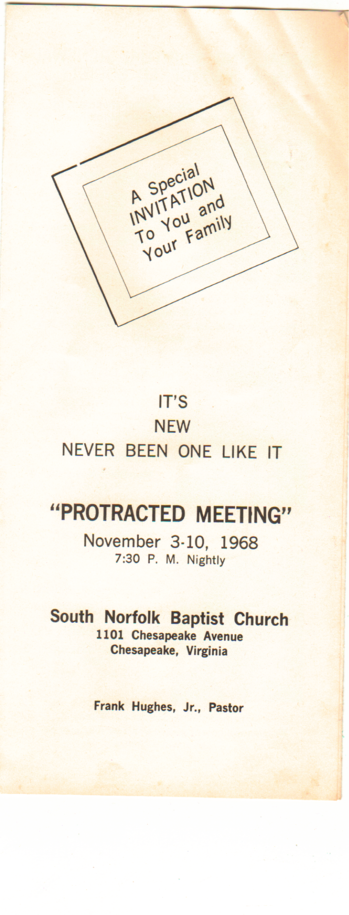 A Special
INVITATION
To You and
Your Family
IT'S
NEW
NEVER BEEN ONE LIKE IT
“PROTRACTED MEETING”
November 3-10, 1968
7:30 P. M. Nightly
South Norfolk Baptist Church
1101 Chesapeake Avenue
Chesapeake, Virginia
Frank Hughes, Jr., Pastor